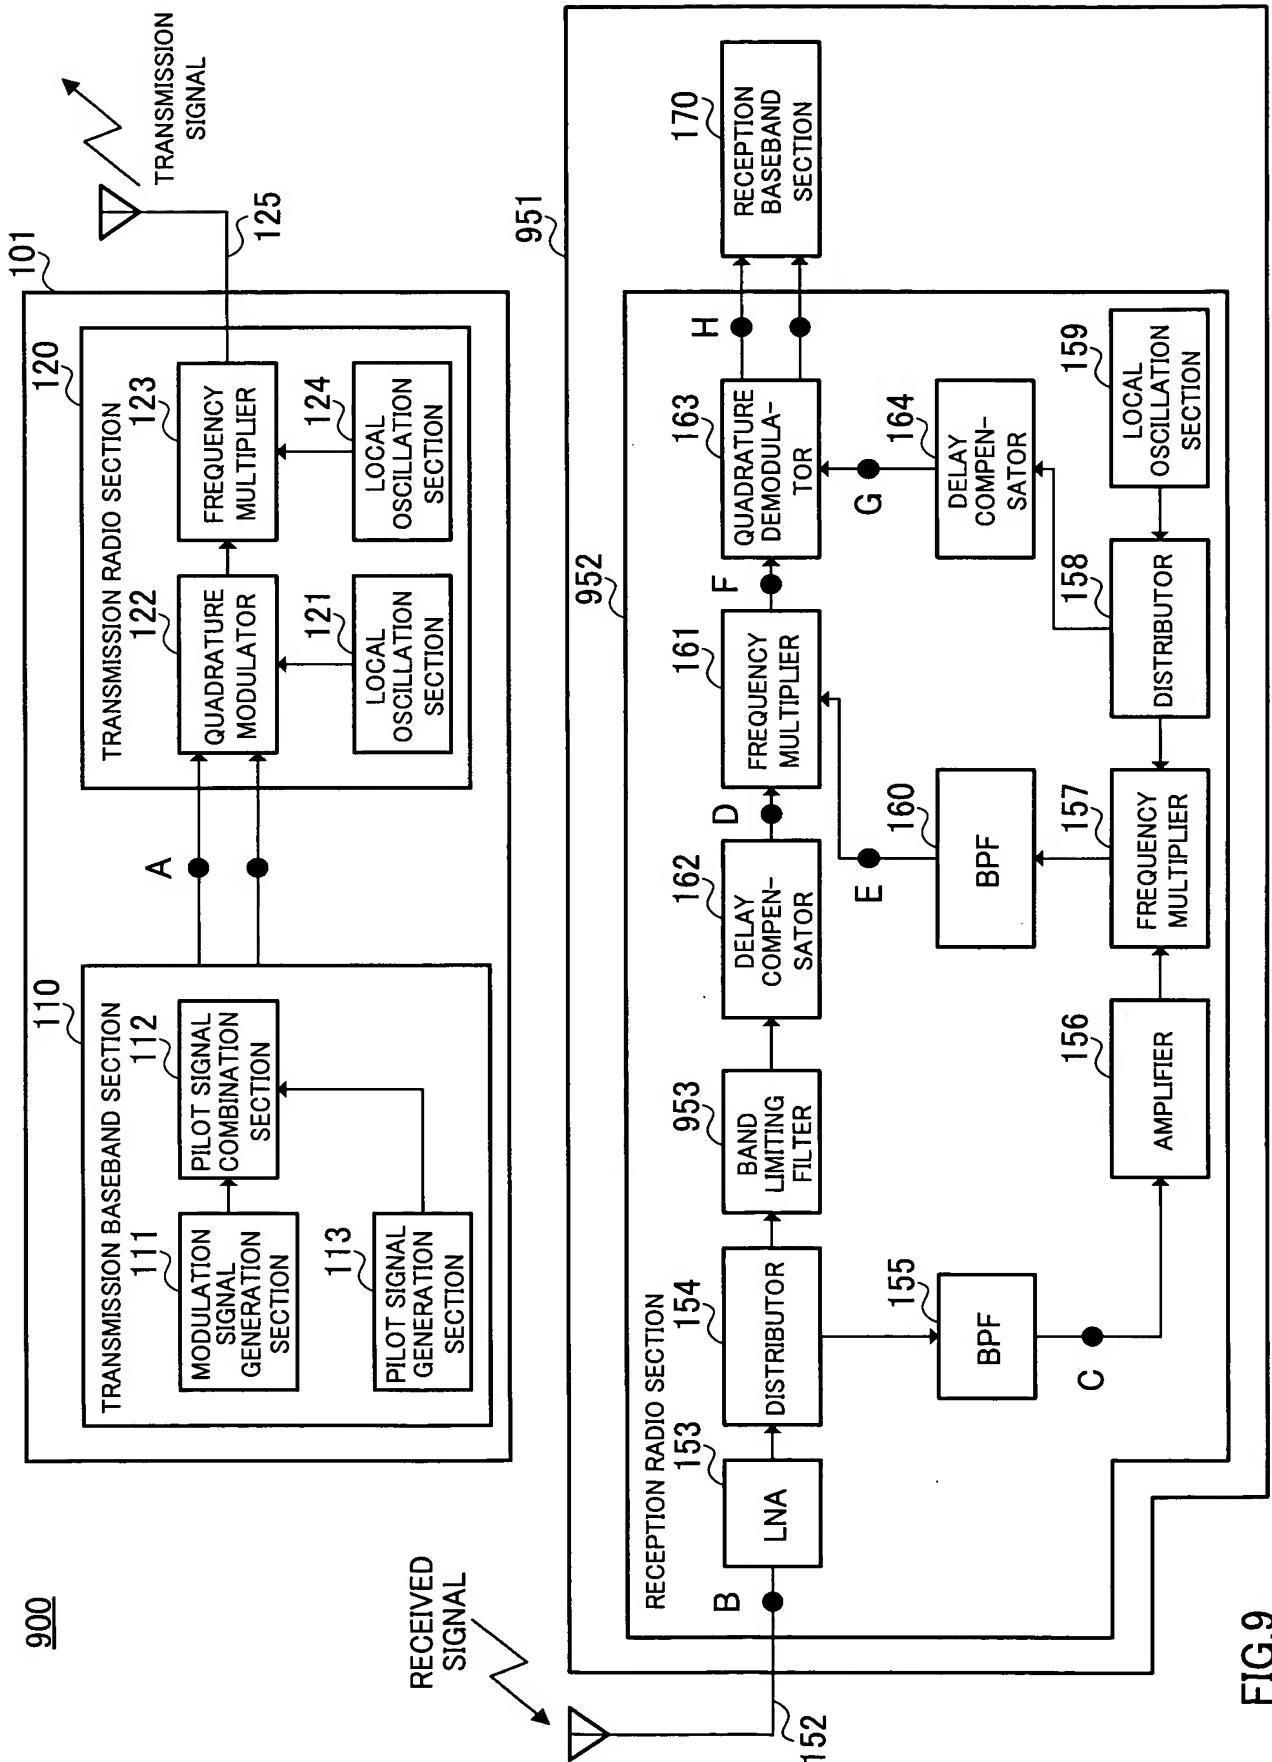 900
101
110
TRANSMISSION BASEBAND SECTION
111
MODULATION
SIGNAL
GENERATION
SECTION
112
PILOT SIGNAL
COMBINATION
SECTION
113
PILOT SIGNAL
GENERATION
SECTION
A
120
TRANSMISSION RADIO SECTION
122
QUADRATURE
MODULATOR
123
FREQUENCY
MULTIPLIER
121
LOCAL
OSCILLATION
SECTION
124
LOCAL
OSCILLATION
SECTION
125
TRANSMISSION
SIGNAL
RECEIVED
SIGNAL
152
951
952
RECEPTION RADIO SECTION
B
153
LNA
154
DISTRIBUTOR
953
BAND
LIMITING
FILTER
162
DELAY
COMPEN-
SATOR
D
161
FREQUENCY
MULTIPLIER
F
163
QUADRATURE
DEMODULA-
TOR
H
170
RECEPTION
BASEBAND
SECTION
155
BPF
C
E
160
BPF
G
164
DELAY
COMPEN-
SATOR
156
AMPLIFIER
157
FREQUENCY
MULTIPLIER
158
DISTRIBUTOR
159
LOCAL
OSCILLATION
SECTION
FIG.9